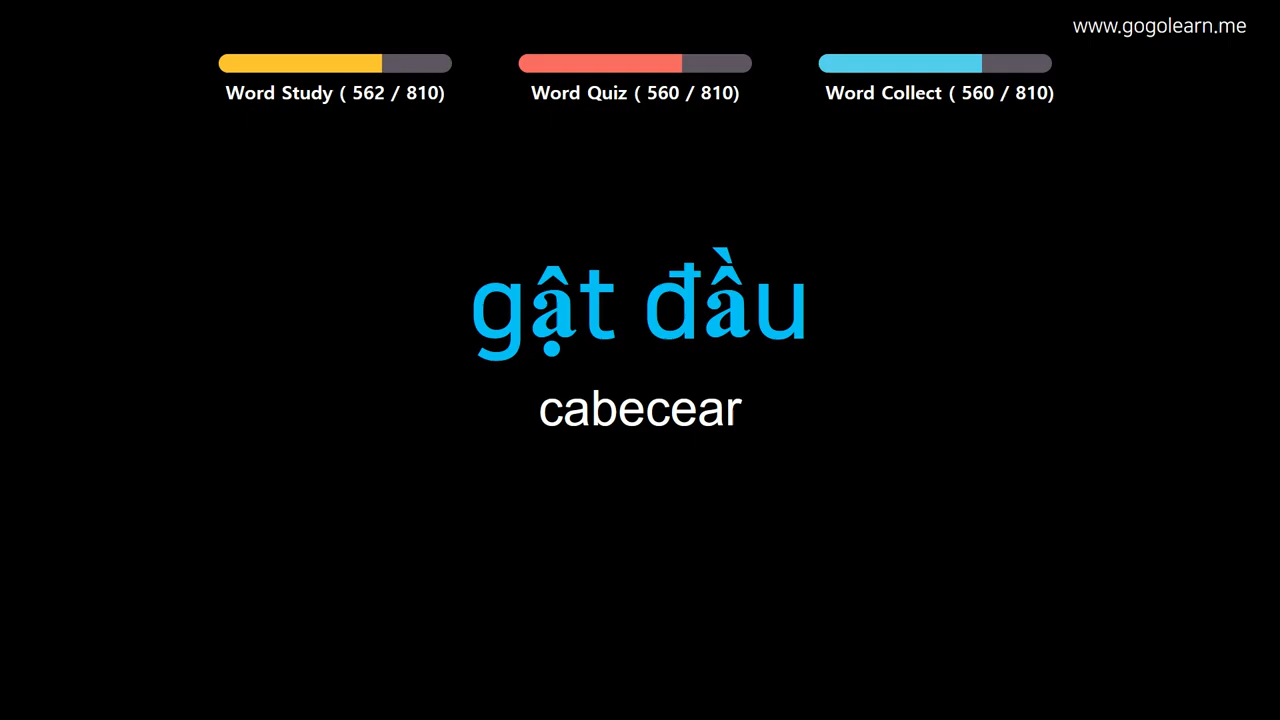 www.gogolearn.me
Word Study ( 562 / 810)
Word Quiz ( 560 / 810)
Word Collect ( 560 / 810)
gật đầu
cabecear